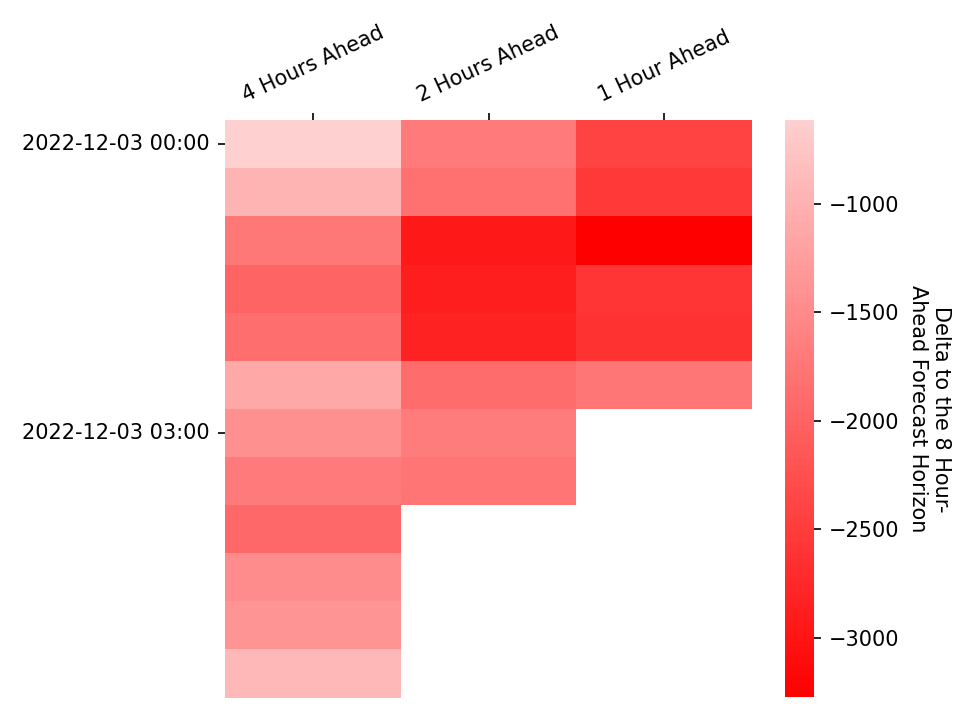 4 Hours Ahead
2 Hours Ahead
1 Hour Ahead
2022-12-03 00:00
2022-12-03 03:00
−1000
−1500
−2000
−2500
−3000
Delta to the 8 Hour-
Ahead Forecast Horizon